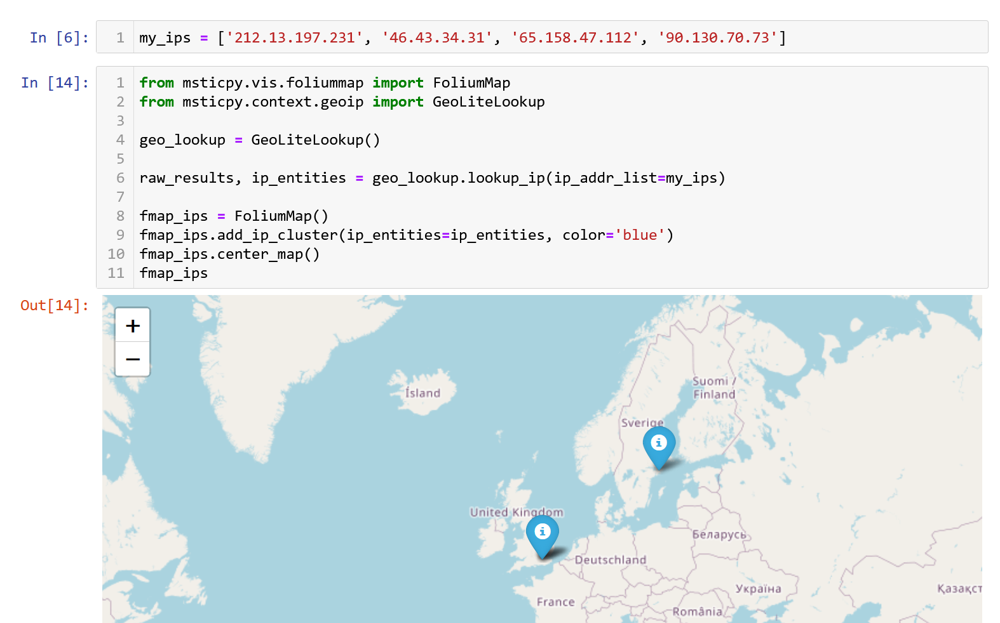 In [6]:
1 my_ips = ['212.13.197.231', '46.43.34.31', '65.158.47.112', '90.130.70.73']
In [14]:
1 from msticpy.vis.foliummap import FoliumMap
2 from msticpy.context.geoip import GeoLiteLookup
3
4 geo_lookup = GeoLiteLookup()
5
6 raw_results, ip_entities = geo_lookup.lookup_ip(ip_addr_list=my_ips)
7
8 fmap_ips = FoliumMap()
9 fmap_ips.add_ip_cluster(ip_entities=ip_entities, color='blue')
10 fmap_ips.center_map()
11 fmap_ips
Out[14]:
+
−
Suomi /
Finland
Ísland
Sverige
i
United Kingdom
i
Беларусь
Deutschland
Україна
Қазақст
France
România